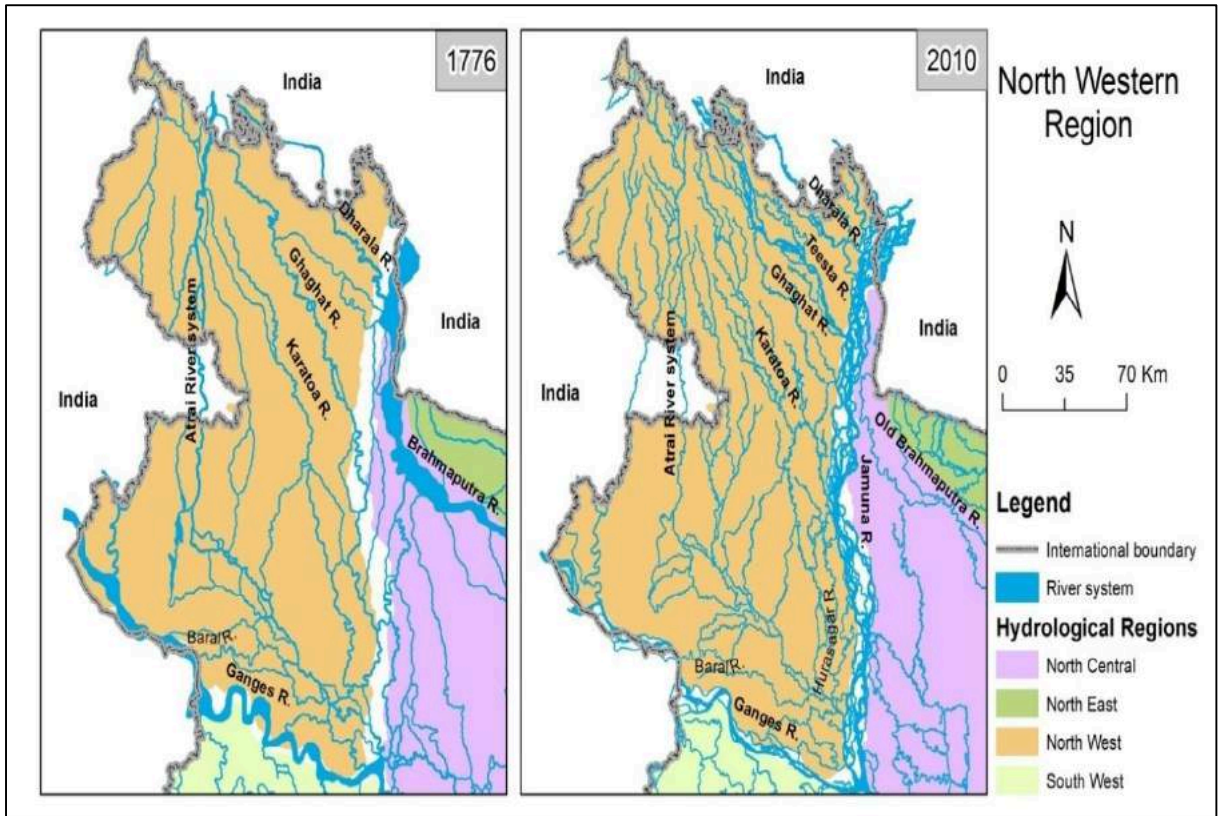 1776
India
Dharala R.
Ghaghat R.
Karatoa R.
Atrai River system
India
India
Brahmaputra R.
Baral R.
Ganges R.
2010
India
Dharala R.
Teesta R.
Ghaghat R.
Karatoa R.
Atrai River system
India
India
Old Brahmaputra R.
Jamuna R.
Hurasagar R.
Baral R.
Ganges R.
North Western
Region
N
0 35 70 Km
Legend
International boundary
River system
Hydrological Regions
North Central
North East
North West
South West